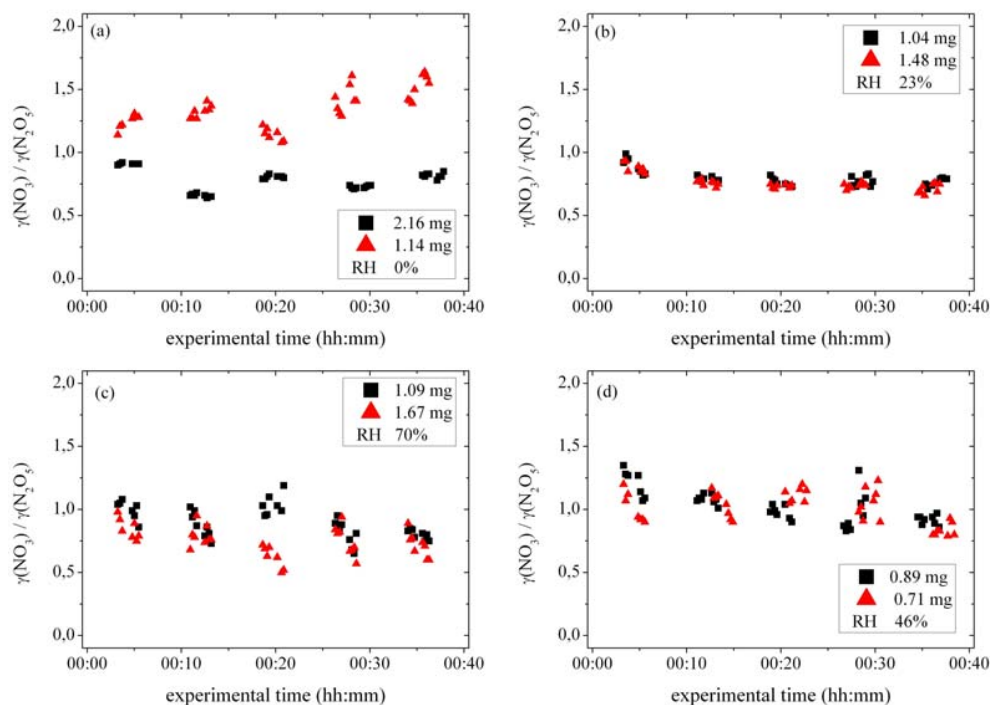 (a)
2,0
1,5
1,0
0,5
0,0
γ(NO₃) / γ(N₂O₅)
2.16 mg
1.14 mg
RH 0%
00:00 00:10 00:20 00:30 00:40
experimental time (hh:mm)
(b)
2,0
1,5
1,0
0,5
0,0
γ(NO₃) / γ(N₂O₅)
1.04 mg
1.48 mg
RH 23%
00:00 00:10 00:20 00:30 00:40
experimental time (hh:mm)
(c)
2,0
1,5
1,0
0,5
0,0
γ(NO₃) / γ(N₂O₅)
1.09 mg
1.67 mg
RH 70%
00:00 00:10 00:20 00:30 00:40
experimental time (hh:mm)
(d)
2,0
1,5
1,0
0,5
0,0
γ(NO₃) / γ(N₂O₅)
0.89 mg
0.71 mg
RH 46%
00:00 00:10 00:20 00:30 00:40
experimental time (hh:mm)